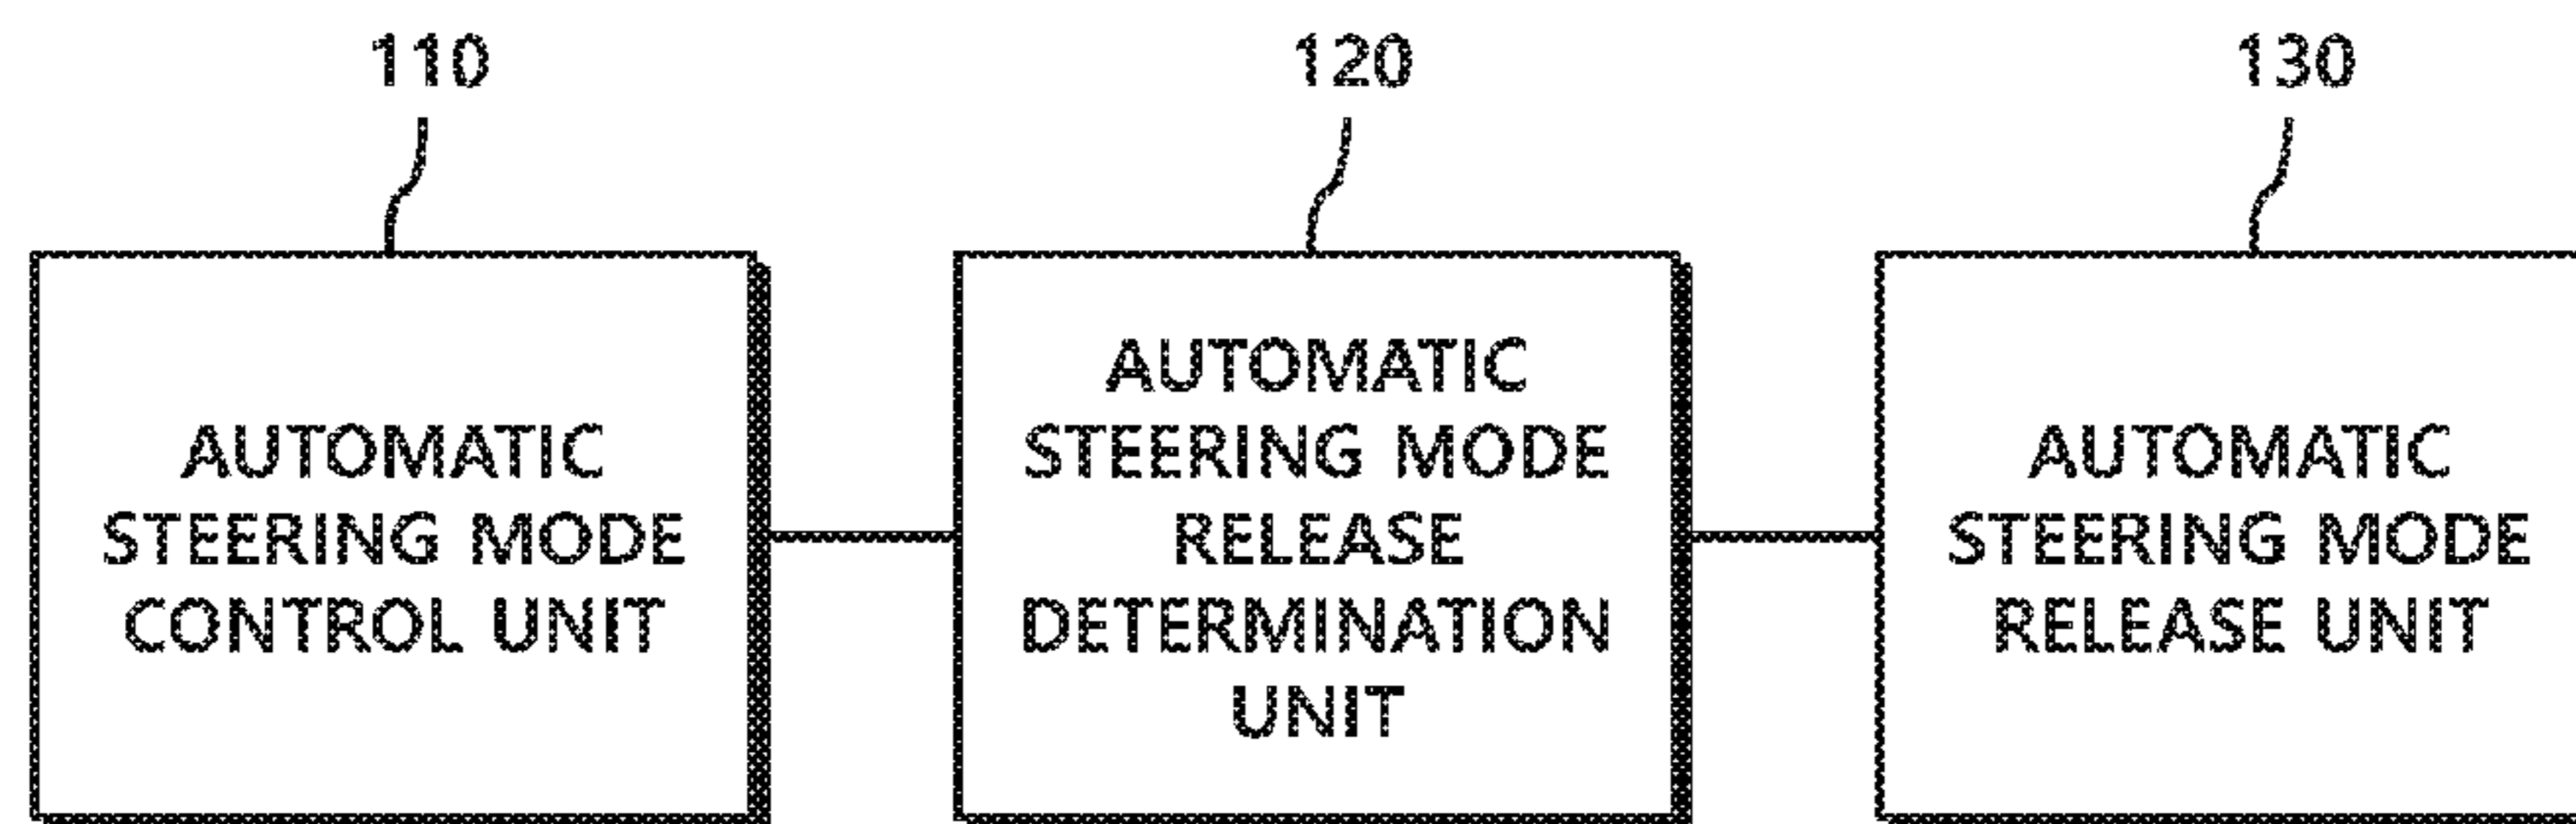 110
120
130
AUTOMATIC
STEERING MODE
CONTROL UNIT
AUTOMATIC
STEERING MODE
RELEASE
DETERMINATION
UNIT
AUTOMATIC
STEERING MODE
RELEASE UNIT